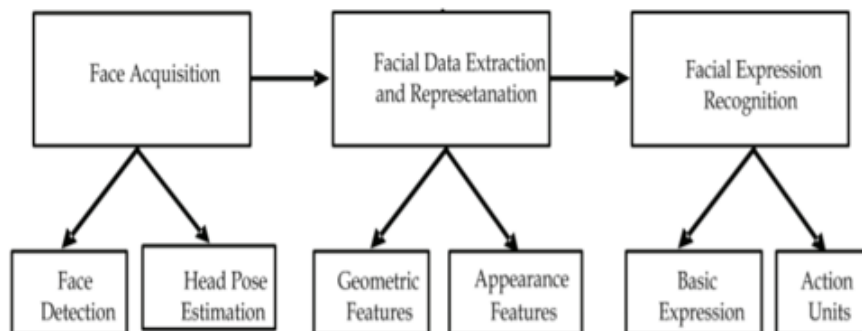 Face Acquisition
Facial Data Extraction
and Represetanation
Facial Expression
Recognition
Face
Detection
Head Pose
Estimation
Geometric
Features
Appearance
Features
Basic
Expression
Action
Units